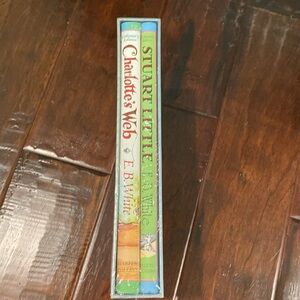 Charlotte's Web
E. B. White
STUART LITTLE
E. B. White